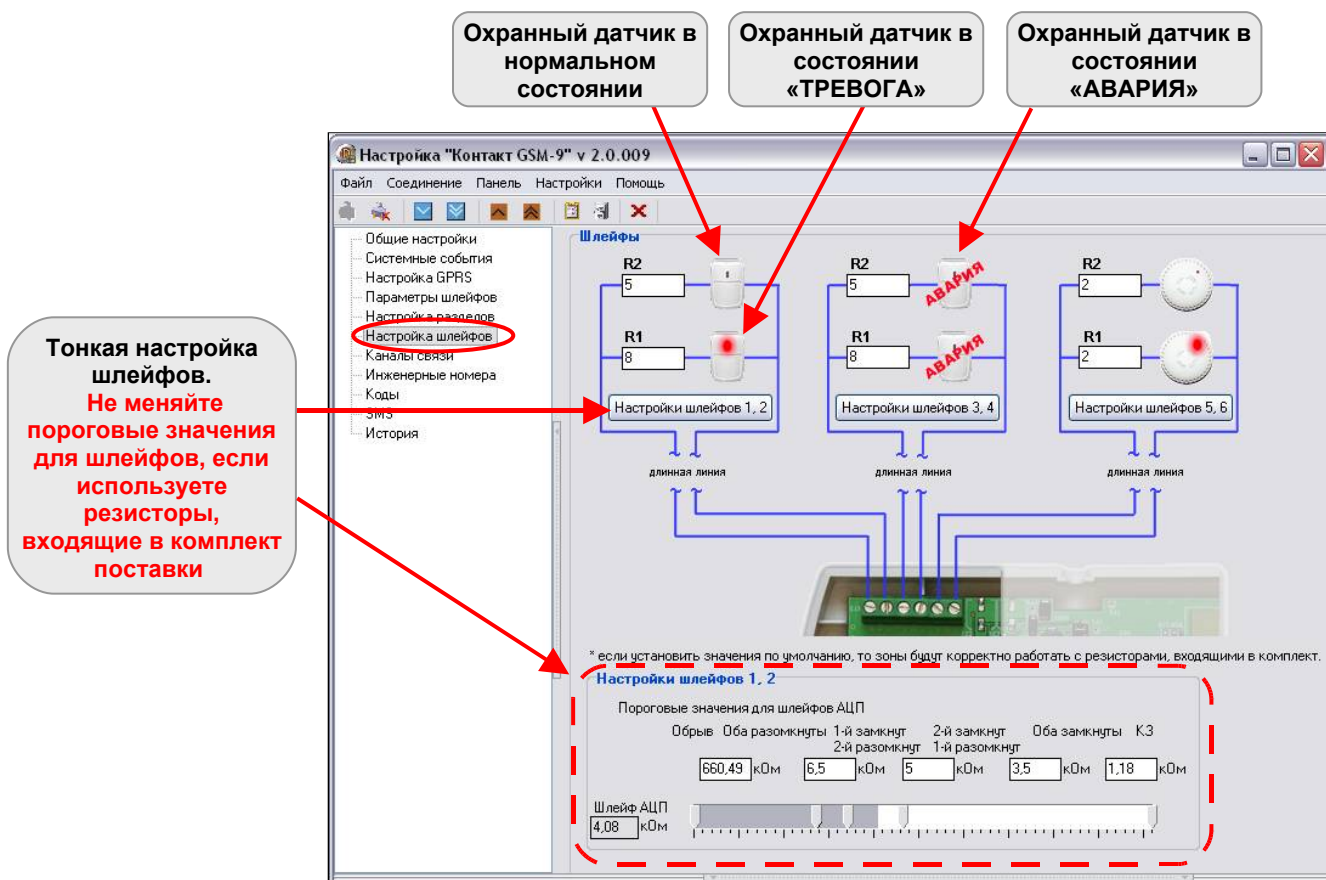 Охранный датчик в
нормальном
состоянии
Охранный датчик в
состоянии
«ТРЕВОГА»
Охранный датчик в
состоянии
«АВАРИЯ»
Настройка "Контакт GSM-9" v 2.0.009
Файл Соединение Панель Настройки Помощь
Общие настройки
Системные события
Настройка GPRS
Параметры шлейфов
Настройка разделов
Настройка шлейфов
Каналы связи
Инженерные номера
Коды
SMS
История
Тонкая настройка
шлейфов.
Не меняйте
пороговые значения
для шлейфов, если
используете
резисторы,
входящие в комплект
поставки
Шлейфы
R2
5
R1
8
Настройки шлейфов 1, 2
длинная линия
R2
5
АВАРИЯ
R1
8
АВАРИЯ
Настройки шлейфов 3, 4
длинная линия
R2
2
R1
2
Настройки шлейфов 5, 6
длинная линия
* если установить значения по умолчанию, то зоны будут корректно работать с резисторами, входящими в комплект.
Настройки шлейфов 1, 2
Пороговые значения для шлейфов АЦП
Обрыв Оба разомкнуты 1-й замкнут 2-й замкнут Оба замкнуты КЗ
2-й разомкнут 1-й разомкнут
660,49 кОм 6,5 кОм 5 кОм 3,5 кОм 1,18 кОм
Шлейф АЦП
4,08 кОм